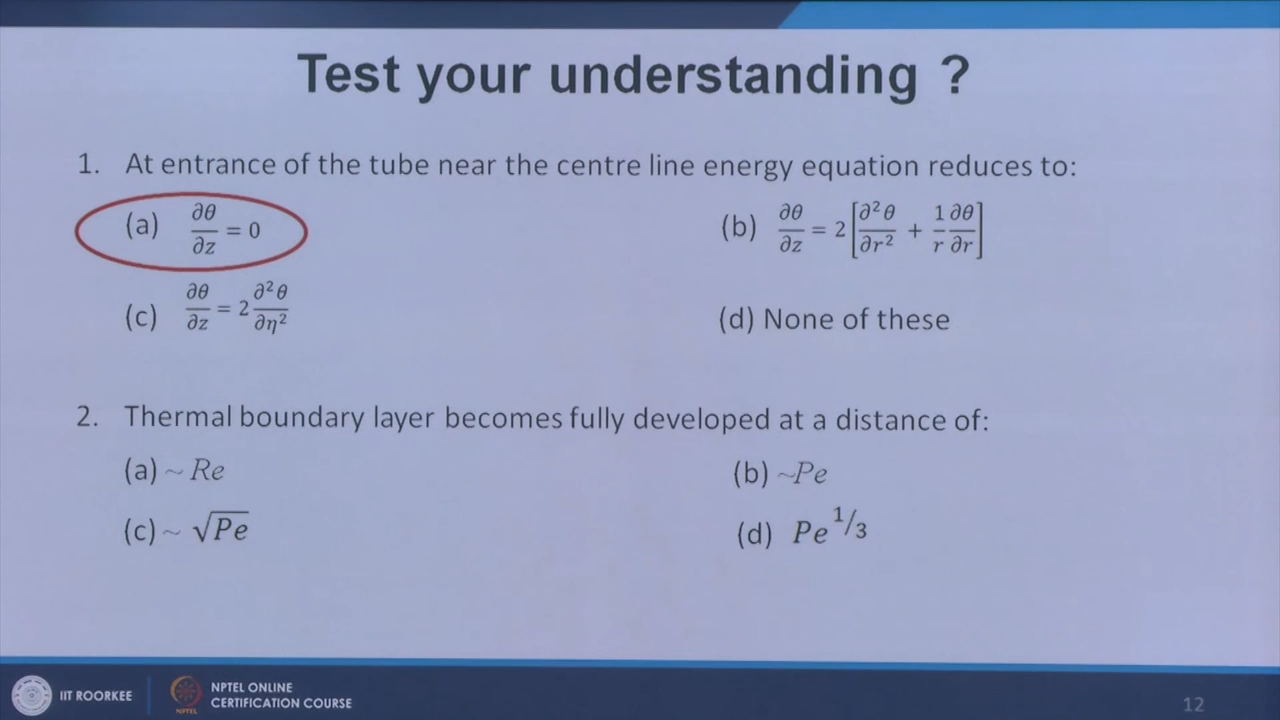 Test your understanding ?
1. At entrance of the tube near the centre line energy equation reduces to:
(a) ∂θ/∂z = 0
(b) ∂θ/∂z = 2[∂²θ/∂r² + 1/r ∂θ/∂r]
(c) ∂θ/∂z = 2 ∂²θ/∂η²
(d) None of these
2. Thermal boundary layer becomes fully developed at a distance of:
(a) ~ Re
(b) ~Pe
(c) ~ √Pe
(d) Pe^1/3
IIT ROORKEE
NPTEL ONLINE
CERTIFICATION COURSE
NPTEL
12